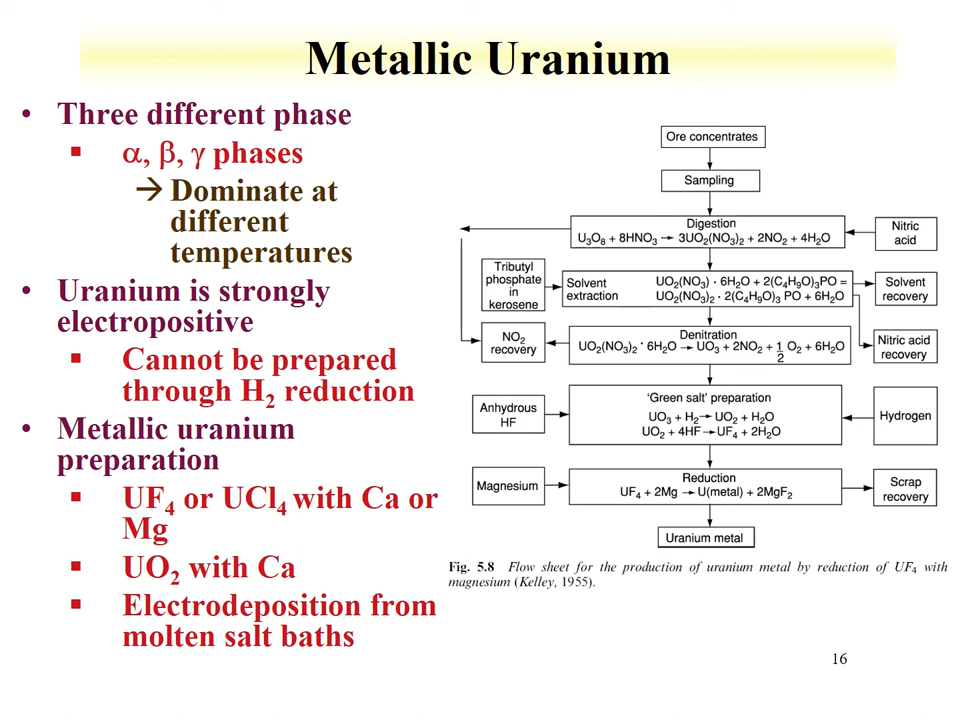 Metallic Uranium
• Three different phase
▪ α, β, γ phases
→ Dominate at
different
temperatures
• Uranium is strongly
electropositive
▪ Cannot be prepared
through H₂ reduction
• Metallic uranium
preparation
▪ UF₄ or UCl₄ with Ca or
Mg
▪ UO₂ with Ca
▪ Electrodeposition from
molten salt baths
Ore concentrates
Sampling
Digestion
U₃O₈ + 8HNO₃ → 3UO₂(NO₃)₂ + 2NO₂ + 4H₂O
Nitric
acid
Tributyl
phosphate
in
kerosene
Solvent
extraction
UO₂(NO₃) · 6H₂O + 2(C₄H₉O)₃PO =
UO₂(NO₃)₂ · 2(C₄H₉O)₃ PO + 6H₂O
Solvent
recovery
NO₂
recovery
Denitration
UO₂(NO₃)₂ · 6H₂O → UO₃ + 2NO₂ + 1/2 O₂ + 6H₂O
Nitric acid
recovery
Anhydrous
HF
‘Green salt’ preparation
UO₃ + H₂ → UO₂ + H₂O
UO₂ + 4HF → UF₄ + 2H₂O
Hydrogen
Magnesium
Reduction
UF₄ + 2Mg → U(metal) + 2MgF₂
Scrap
recovery
Uranium metal
Fig. 5.8 Flow sheet for the production of uranium metal by reduction of UF₄ with
magnesium (Kelley, 1955).
16